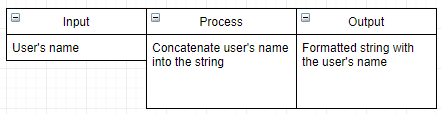 Input
Process
Output
User's name
Concatenate user's name
into the string
Formatted string with
the user's name